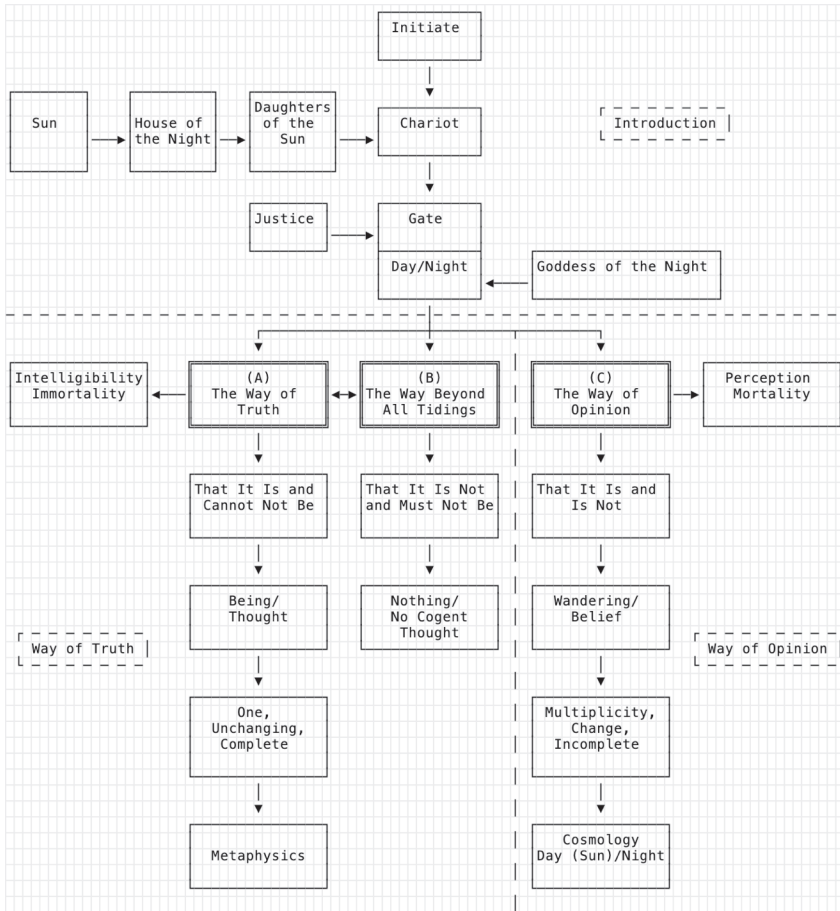 Initiate
Sun
House of
the Night
Daughters
of the
Sun
Chariot
Introduction
Justice
Gate
Day/Night
Goddess of the Night
Intelligibility
Immortality
(A)
The Way of
Truth
(B)
The Way Beyond
All Tidings
(C)
The Way of
Opinion
Perception
Mortality
That It Is and
Cannot Not Be
That It Is Not
and Must Not Be
That It Is and
Is Not
Being/
Thought
Nothing/
No Cogent
Thought
Wandering/
Belief
Way of Truth
Way of Opinion
One,
Unchanging,
Complete
Multiplicity,
Change,
Incomplete
Metaphysics
Cosmology
Day (Sun)/Night